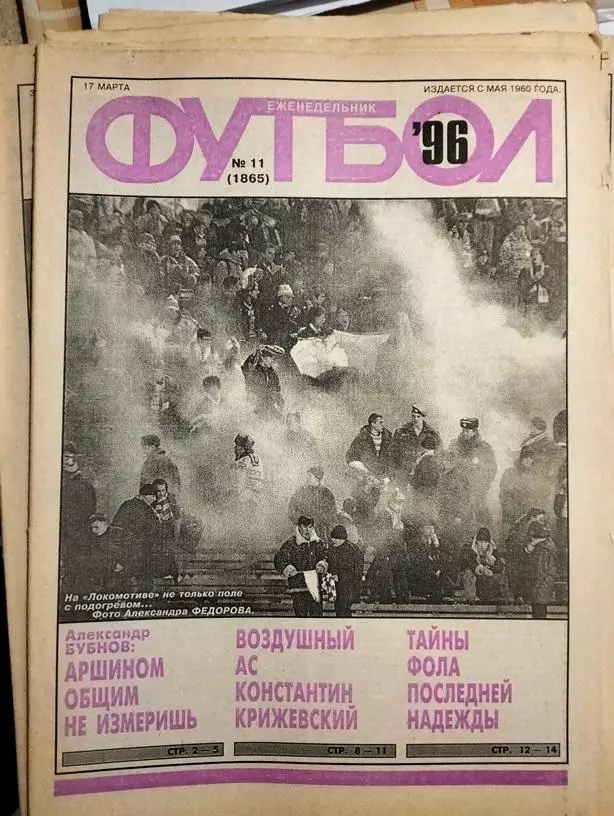 17 МАРТА
ИЗДАЕТСЯ С МАЯ 1960 ГОДА.
ЕЖЕНЕДЕЛЬНИК
ФУТБОЛ
'96
№ 11
(1865)
На «Локомотиве» не только поле
с подогревом...
Фото Александра ФЕДОРОВА.
Александр
БУБНОВ:
АРШИНОМ
ОБЩИМ
НЕ ИЗМЕРИШЬ
СТР. 2 — 5
ВОЗДУШНЫЙ
АС
КОНСТАНТИН
КРИЖЕВСКИЙ
СТР. 8 — 11
ТАЙНЫ
ФОЛА
ПОСЛЕДНЕЙ
НАДЕЖДЫ
СТР. 12 — 14